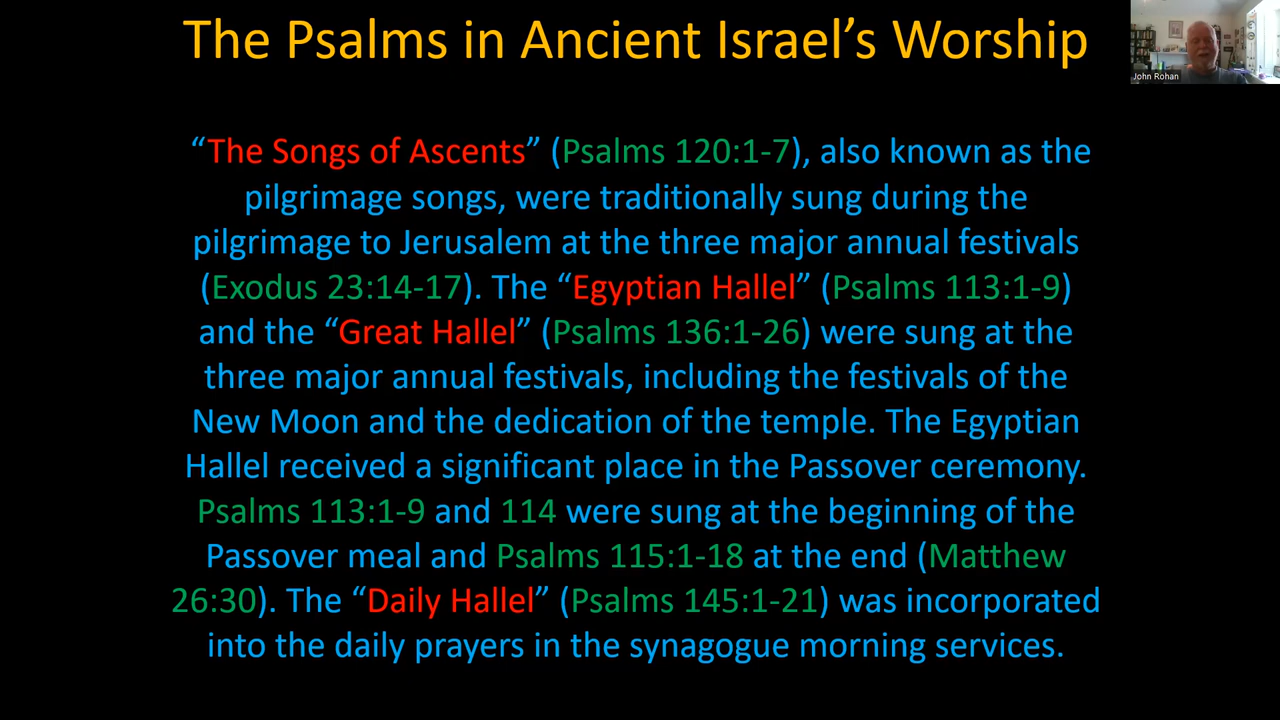 The Psalms in Ancient Israel’s Worship
John Rohan
“The Songs of Ascents” (Psalms 120:1-7), also known as the
pilgrimage songs, were traditionally sung during the
pilgrimage to Jerusalem at the three major annual festivals
(Exodus 23:14-17). The “Egyptian Hallel” (Psalms 113:1-9)
and the “Great Hallel” (Psalms 136:1-26) were sung at the
three major annual festivals, including the festivals of the
New Moon and the dedication of the temple. The Egyptian
Hallel received a significant place in the Passover ceremony.
Psalms 113:1-9 and 114 were sung at the beginning of the
Passover meal and Psalms 115:1-18 at the end (Matthew
26:30). The “Daily Hallel” (Psalms 145:1-21) was incorporated
into the daily prayers in the synagogue morning services.